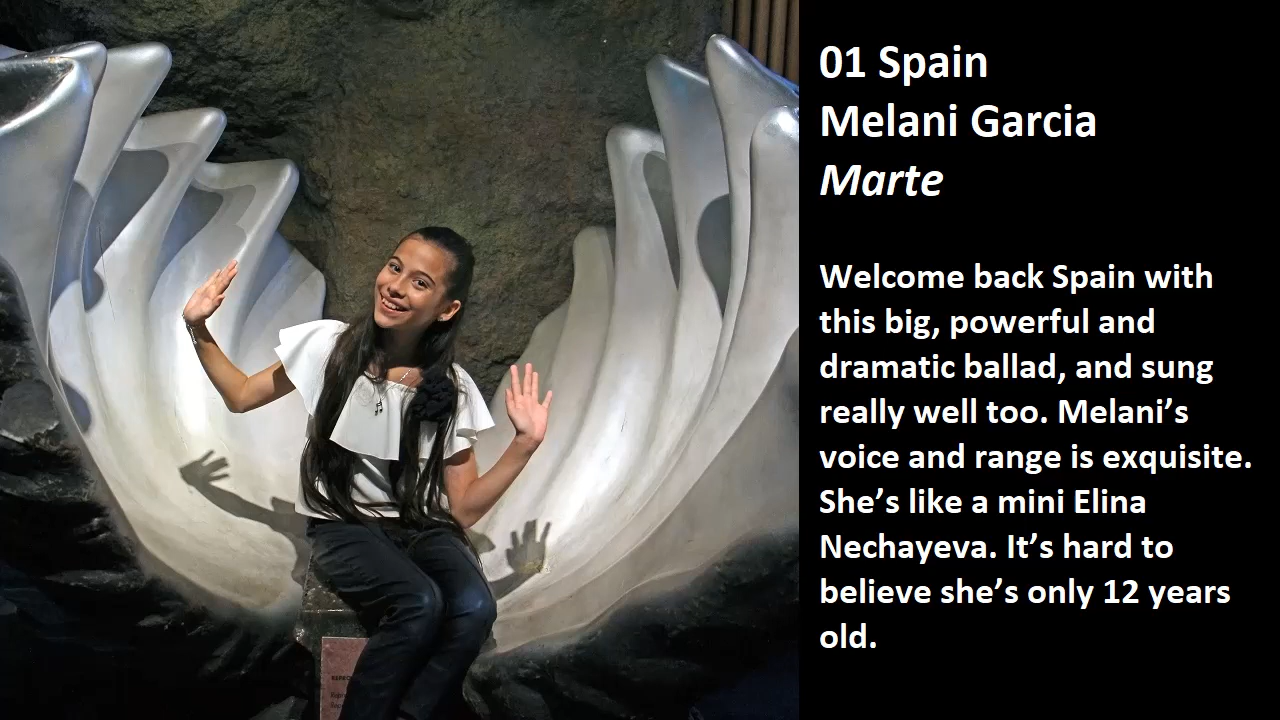 01 Spain
Melani Garcia
Marte
Welcome back Spain with
this big, powerful and
dramatic ballad, and sung
really well too. Melani’s
voice and range is exquisite.
She’s like a mini Elina
Nechayeva. It’s hard to
believe she’s only 12 years
old.